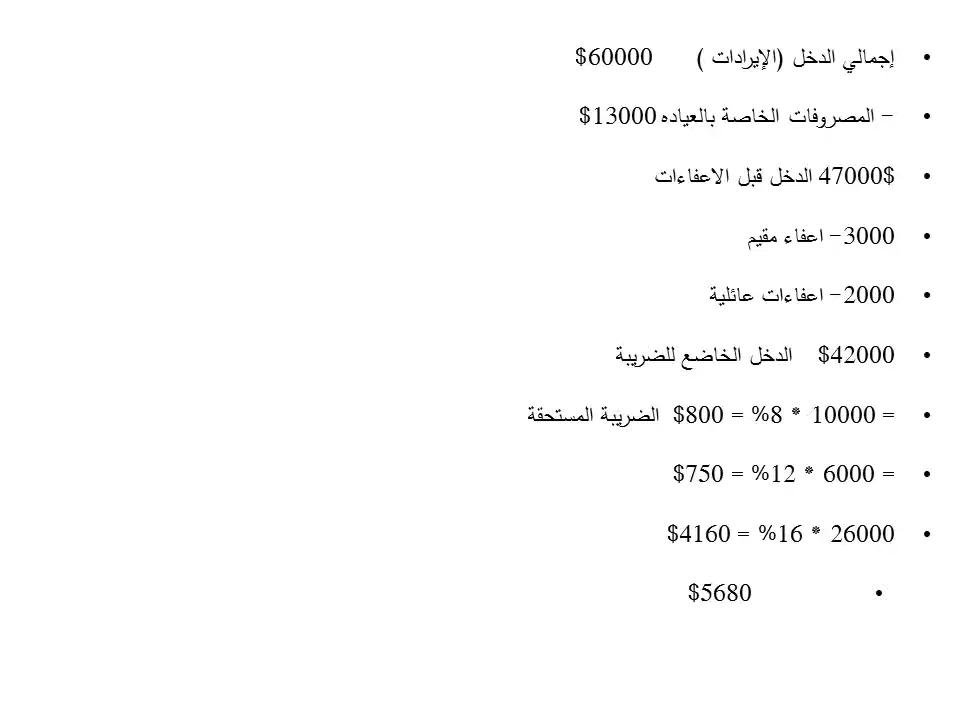 • إجمالي الدخل (الإيرادات ) 60000$
• - المصروفات الخاصة بالعياده 13000$
• 47000$ الدخل قبل الاعفاءات
• 3000- اعفاء مقيم
• 2000- اعفاءات عائلية
• 42000$ الدخل الخاضع للضريبة
• = 10000 * 8% = 800$ الضريبة المستحقة
• = 6000 * 12% = 750$
• 26000 * 16% = 4160$
• 5680$